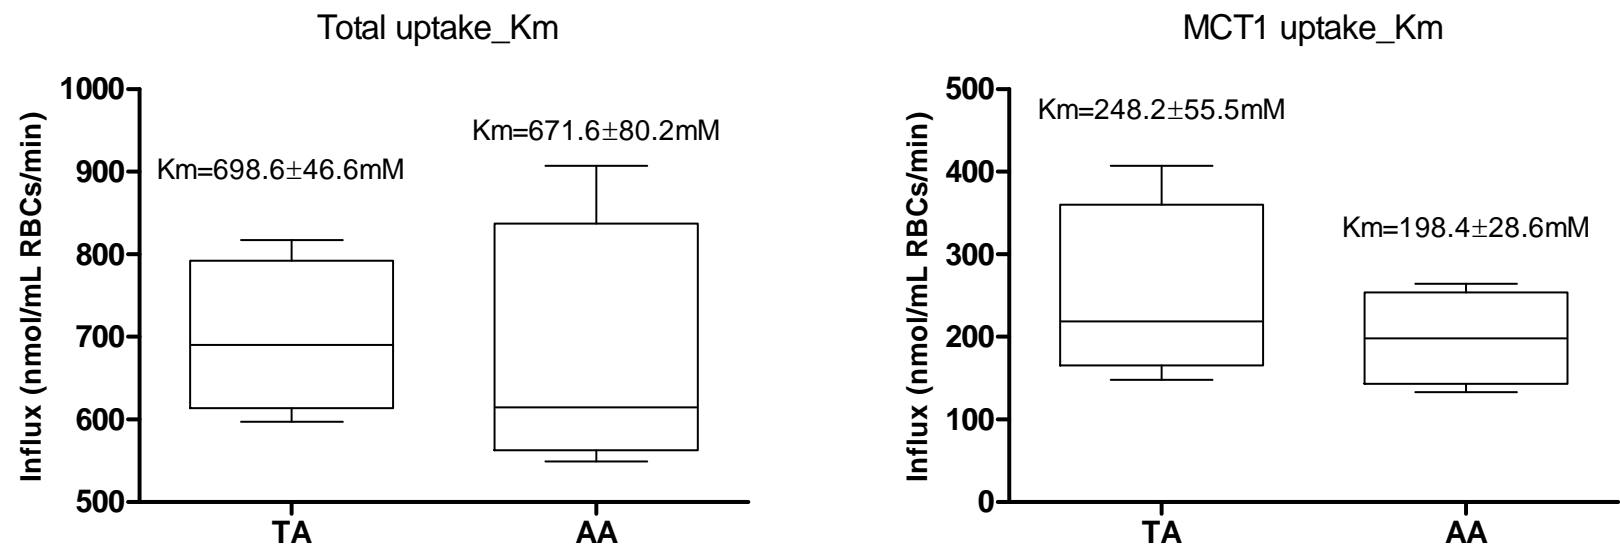 Total uptake_Km
Influx (nmol/mL RBCs/min)
1000
900
800
700
600
500
Km=698.6±46.6mM
Km=671.6±80.2mM
TA
AA
MCT1 uptake_Km
Influx (nmol/mL RBCs/min)
500
400
300
200
100
0
Km=248.2±55.5mM
Km=198.4±28.6mM
TA
AA